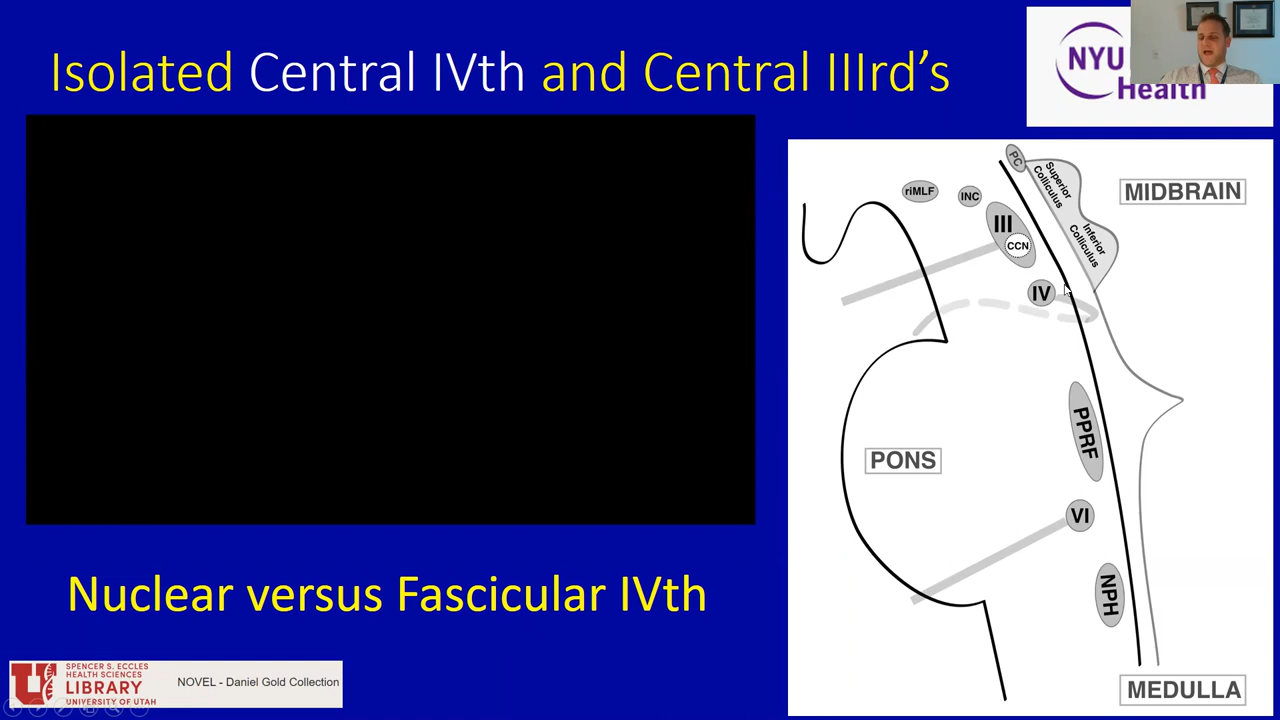 Isolated Central IVth and Central IIIrd’s
NYU
Health
PC
Superior
Colliculus
MIDBRAIN
riMLF
INC
III
CCN
Inferior
Colliculus
IV
PPRF
PONS
VI
NPH
MEDULLA
Nuclear versus Fascicular IVth
SPENCER S. ECCLES
HEALTH SCIENCES
LIBRARY
UNIVERSITY OF UTAH
NOVEL - Daniel Gold Collection